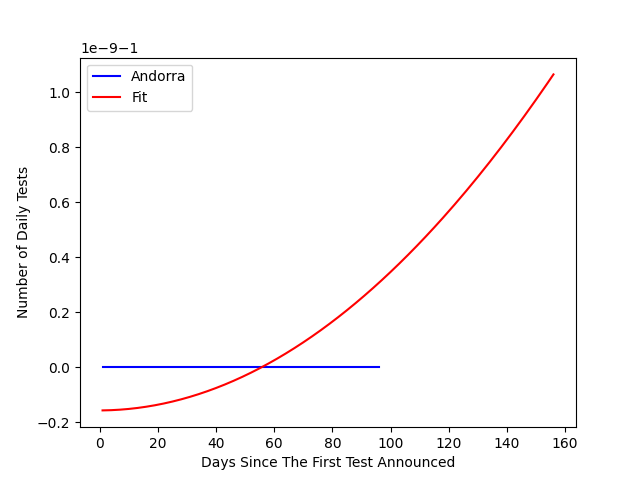 1e−9−1
Andorra
Fit
1.0
0.8
0.6
0.4
0.2
0.0
−0.2
Number of Daily Tests
0 20 40 60 80 100 120 140 160
Days Since The First Test Announced